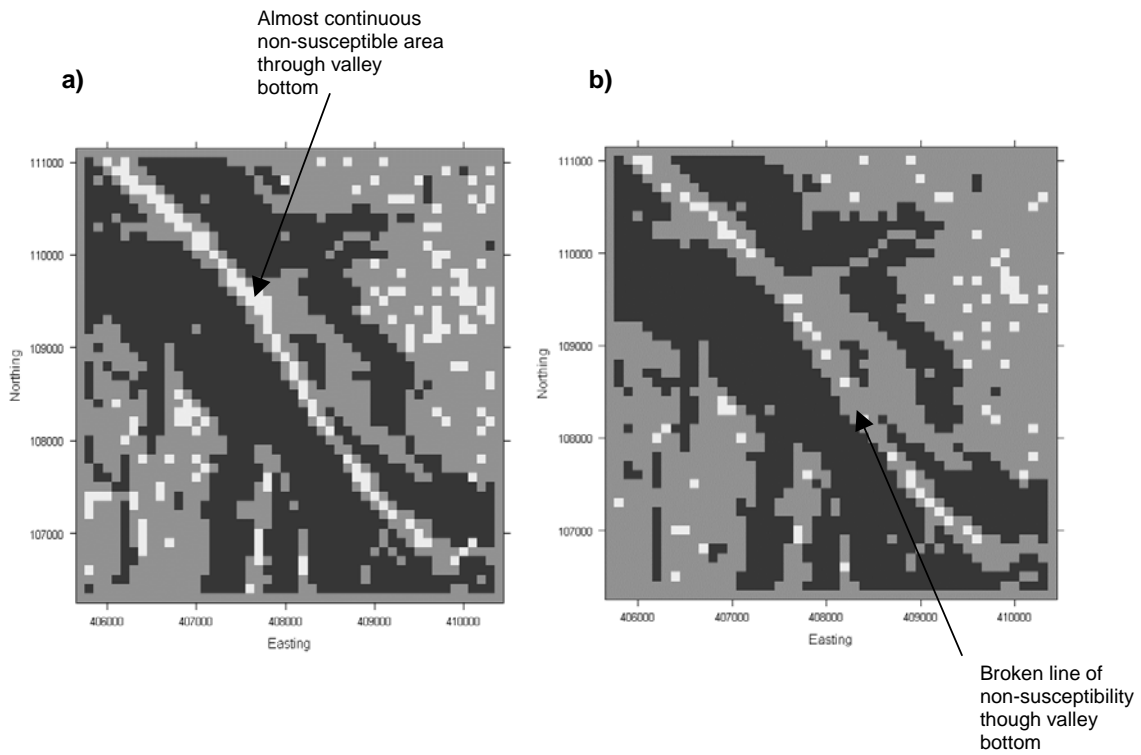 Almost continuous
non-susceptible area
through valley
bottom
a)
111000
110000
109000
108000
107000
Northing
406000 407000 408000 409000 410000
Easting
b)
111000
110000
109000
108000
107000
Northing
406000 407000 408000 409000 410000
Easting
Broken line of
non-susceptibility
though valley
bottom